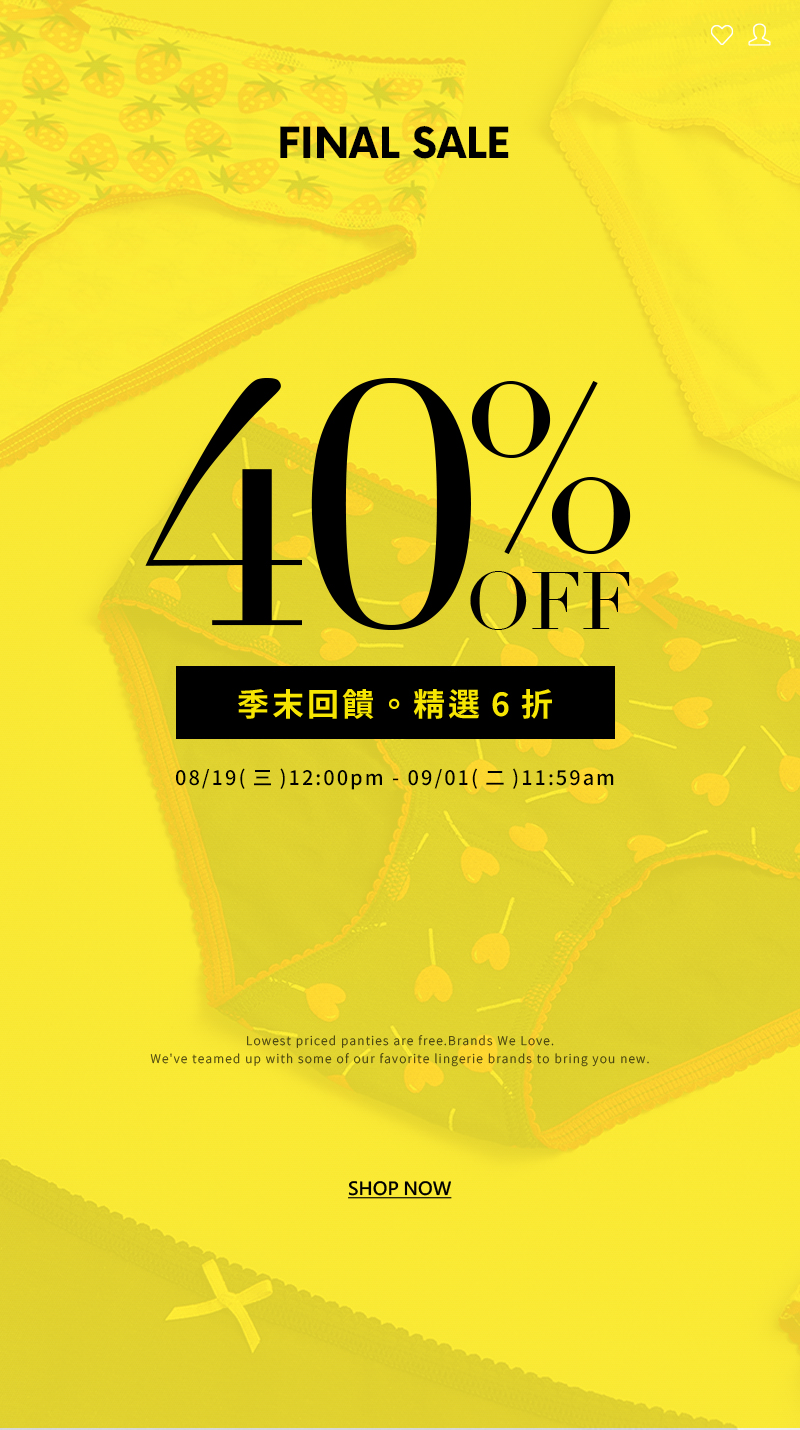 FINAL SALE
40%
OFF
季末回饋。精選 6 折
08/19( 三 )12:00pm - 09/01( 二 )11:59am
Lowest priced panties are free.Brands We Love.
We've teamed up with some of our favorite lingerie brands to bring you new.
SHOP NOW